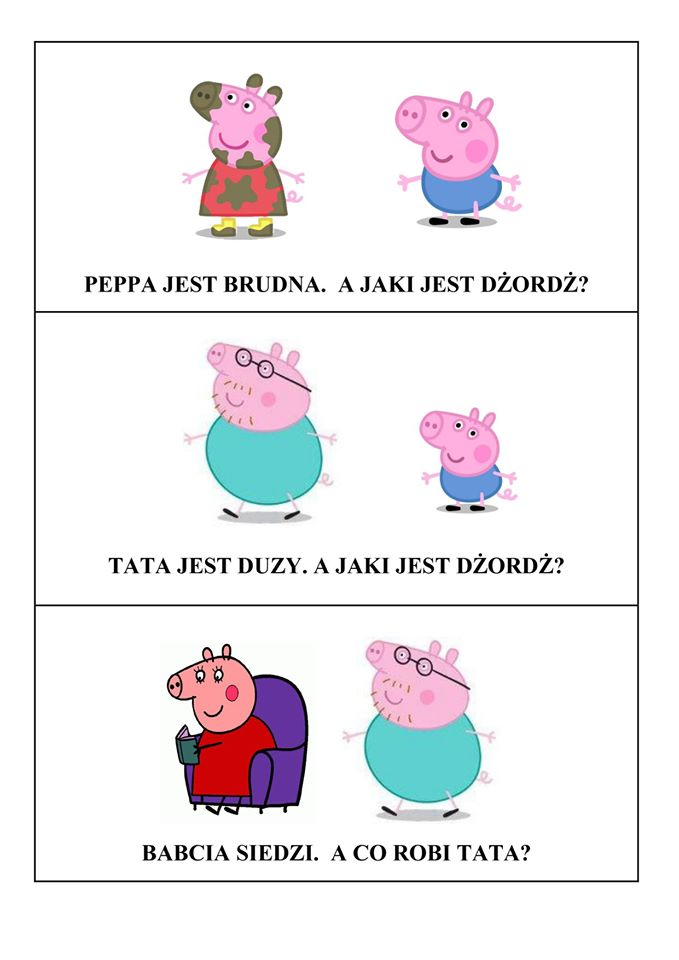 PEPPA JEST BRUDNA.  A JAKI JEST DŻORDŻ?
TATA JEST DUZY. A JAKI JEST DŻORDŻ?
BABCIA SIEDZI.  A CO ROBI TATA?